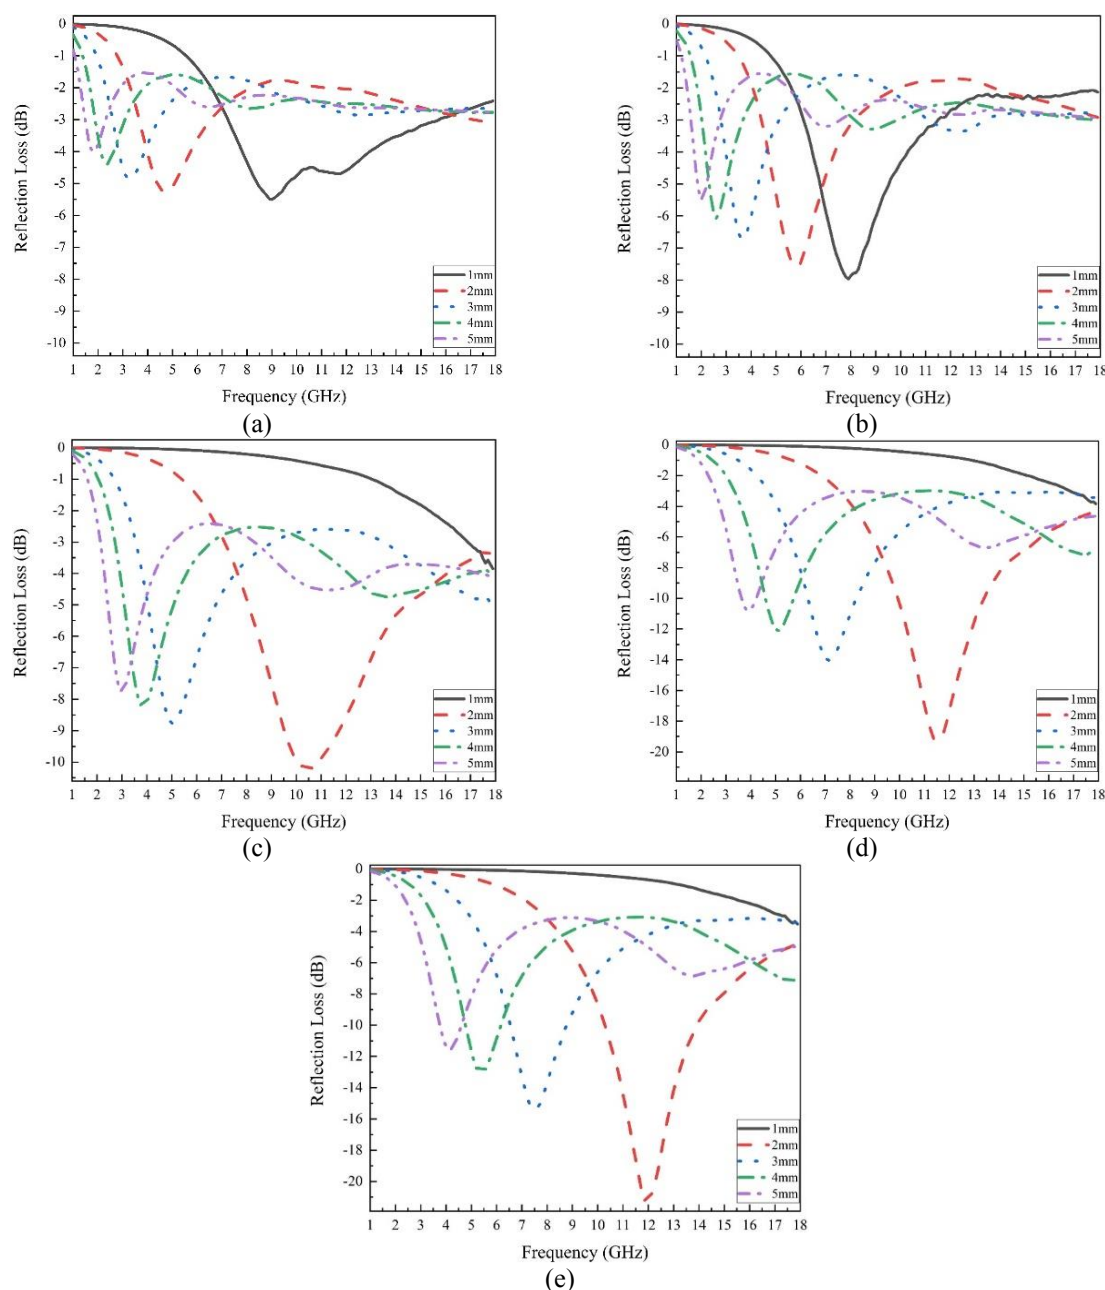 0
-1
-2
-3
-4
-5
-6
-7
-8
-9
-10
Reflection Loss (dB)
1mm
2mm
3mm
4mm
5mm
1 2 3 4 5 6 7 8 9 10 11 12 13 14 15 16 17 18
Frequency (GHz)
(a)
0
-1
-2
-3
-4
-5
-6
-7
-8
-9
-10
Reflection Loss (dB)
1mm
2mm
3mm
4mm
5mm
1 2 3 4 5 6 7 8 9 10 11 12 13 14 15 16 17 18
Frequency (GHz)
(b)
0
-1
-2
-3
-4
-5
-6
-7
-8
-9
-10
Reflection Loss (dB)
1mm
2mm
3mm
4mm
5mm
1 2 3 4 5 6 7 8 9 10 11 12 13 14 15 16 17 18
Frequency (GHz)
(c)
0
-2
-4
-6
-8
-10
-12
-14
-16
-18
-20
Reflection Loss (dB)
1mm
2mm
3mm
4mm
5mm
1 2 3 4 5 6 7 8 9 10 11 12 13 14 15 16 17 18
Frequency (GHz)
(d)
0
-2
-4
-6
-8
-10
-12
-14
-16
-18
-20
Reflection Loss (dB)
1mm
2mm
3mm
4mm
5mm
1 2 3 4 5 6 7 8 9 10 11 12 13 14 15 16 17 18
Frequency (GHz)
(e)